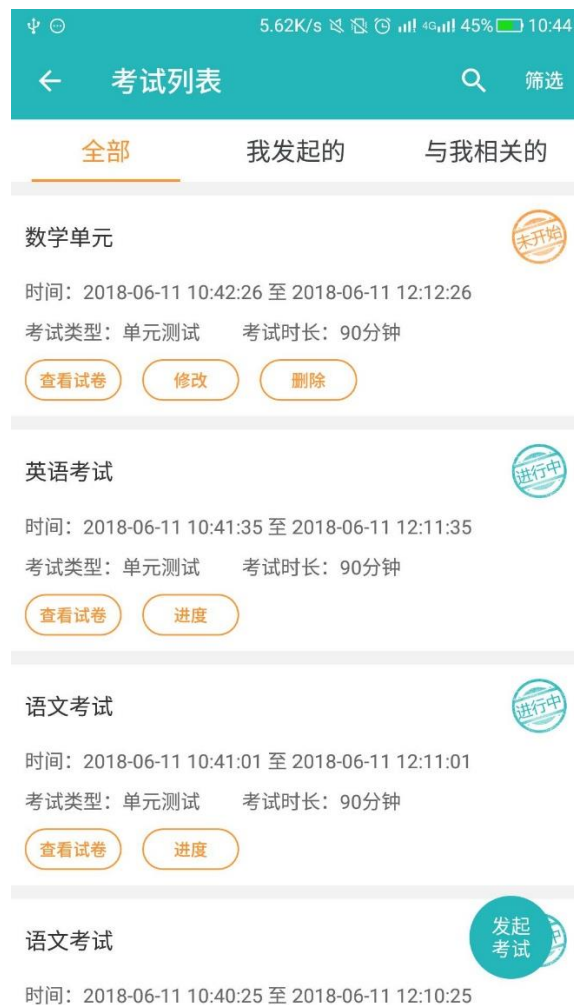 5.62K/s 4G 45% 10:44
考试列表 筛选
全部 我发起的 与我相关的
数学单元 未开始
时间：2018-06-11 10:42:26 至 2018-06-11 12:12:26
考试类型：单元测试 考试时长：90分钟
查看试卷 修改 删除
英语考试 进行中
时间：2018-06-11 10:41:35 至 2018-06-11 12:11:35
考试类型：单元测试 考试时长：90分钟
查看试卷 进度
语文考试 进行中
时间：2018-06-11 10:41:01 至 2018-06-11 12:11:01
考试类型：单元测试 考试时长：90分钟
查看试卷 进度
语文考试
发起
考试
时间：2018-06-11 10:40:25 至 2018-06-11 12:10:25